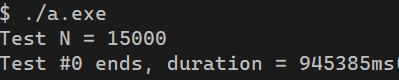 $ ./a.exe
Test N = 15000
Test #0 ends, duration = 945385ms